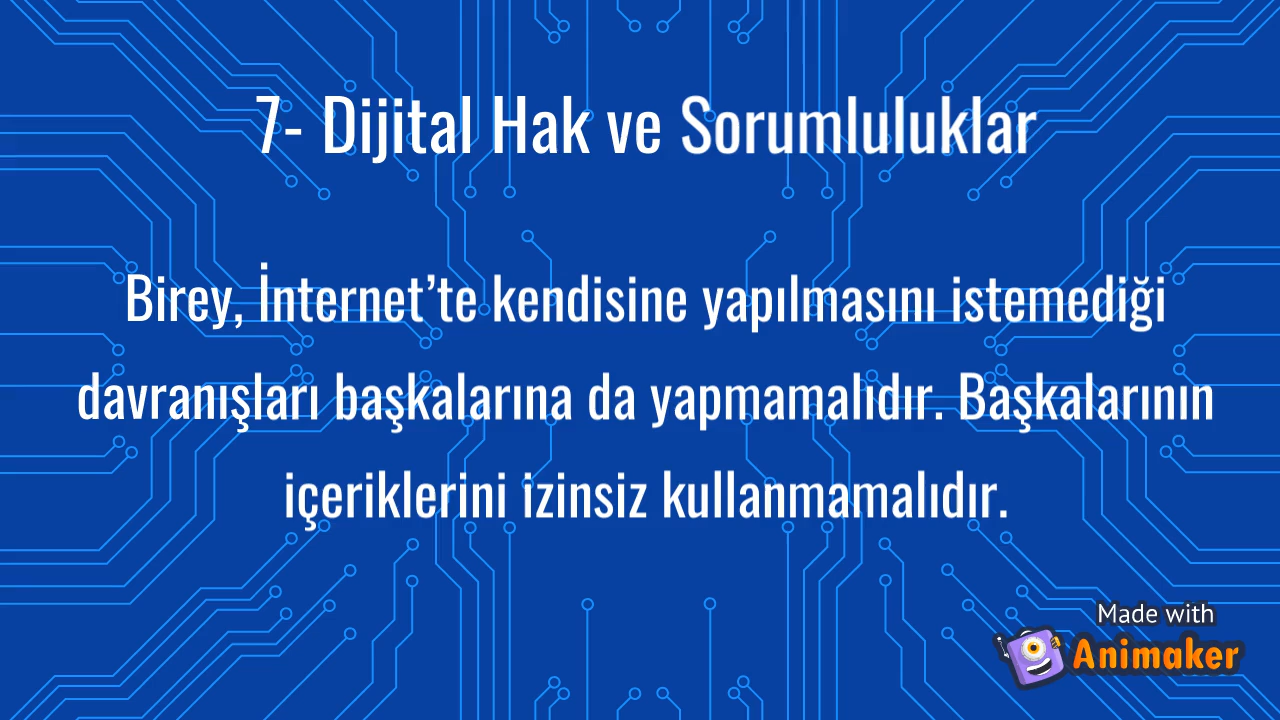 7- Dijital Hak ve Sorumluluklar
Birey, İnternet’te kendisine yapılmasını istemediği
davranışları başkalarına da yapmamalıdır. Başkalarının
içeriklerini izinsiz kullanmamalıdır.
Made with
Animaker